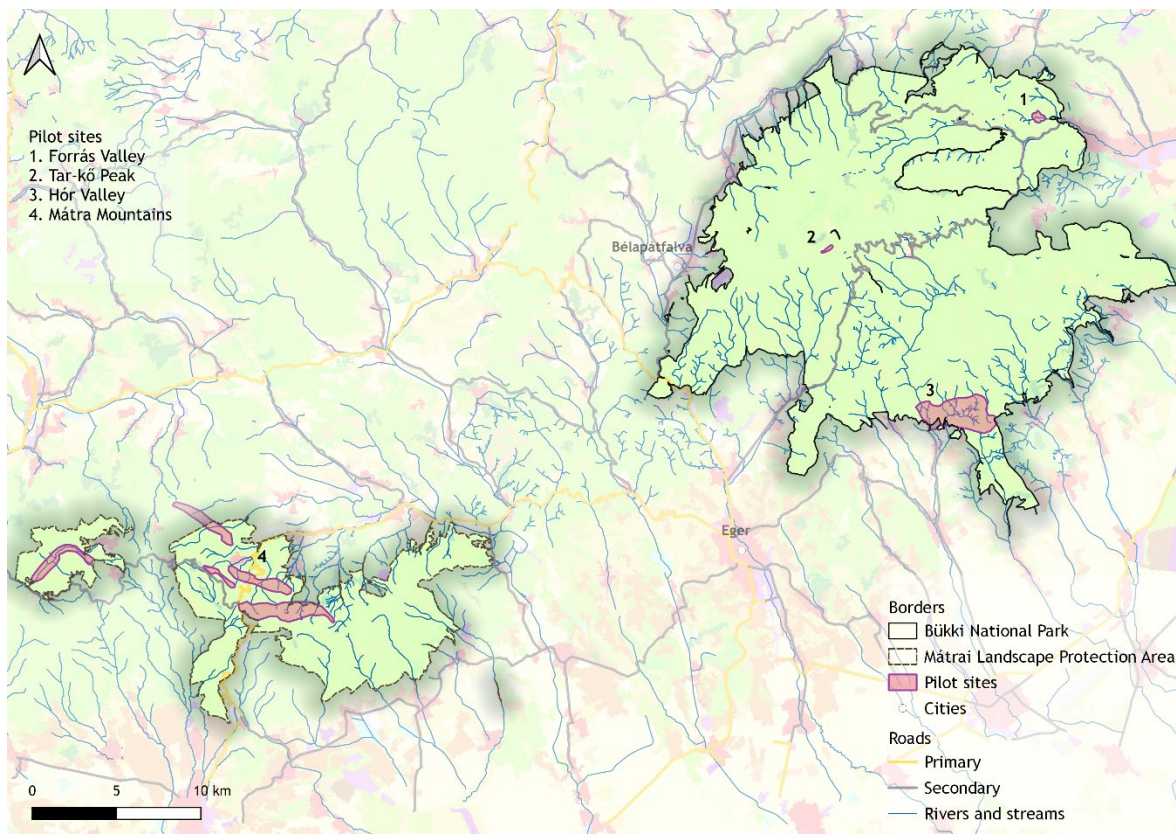 Pilot sites
1. Forrás Valley
2. Tar-kő Peak
3. Hór Valley
4. Mátra Mountains
1
Bélapátfalva
2
3
Eger
4
Borders
Bükki National Park
Mátrai Landscape Protection Area
Pilot sites
Cities
Roads
Primary
Secondary
Rivers and streams
0 5 10 km